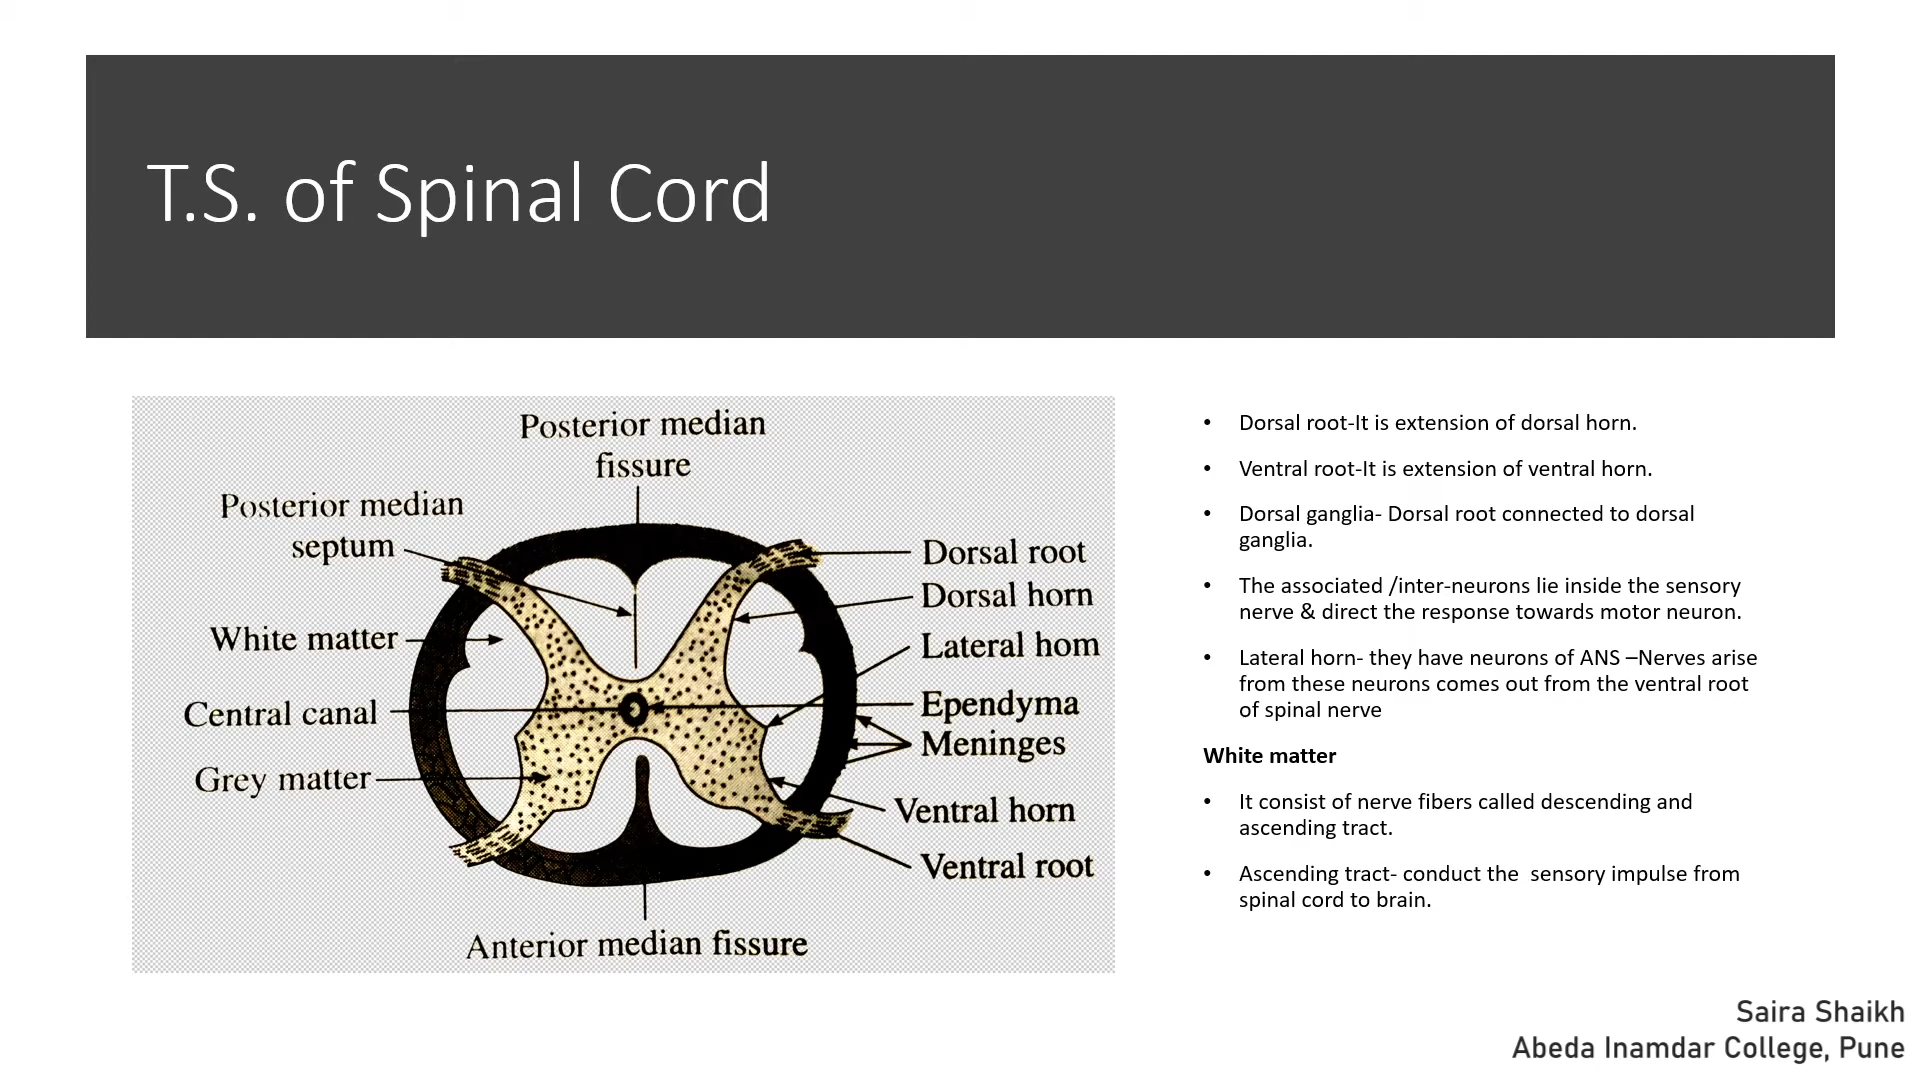 T.S. of Spinal Cord
Posterior median
fissure
Posterior median
septum
White matter
Central canal
Grey matter
Dorsal root
Dorsal horn
Lateral hom
Ependyma
Meninges
Ventral horn
Ventral root
Anterior median fissure
• Dorsal root-It is extension of dorsal horn.
• Ventral root-It is extension of ventral horn.
• Dorsal ganglia- Dorsal root connected to dorsal
ganglia.
• The associated /inter-neurons lie inside the sensory
nerve & direct the response towards motor neuron.
• Lateral horn- they have neurons of ANS –Nerves arise
from these neurons comes out from the ventral root
of spinal nerve
White matter
• It consist of nerve fibers called descending and
ascending tract.
• Ascending tract- conduct the  sensory impulse from
spinal cord to brain.
Saira Shaikh
Abeda Inamdar College, Pune